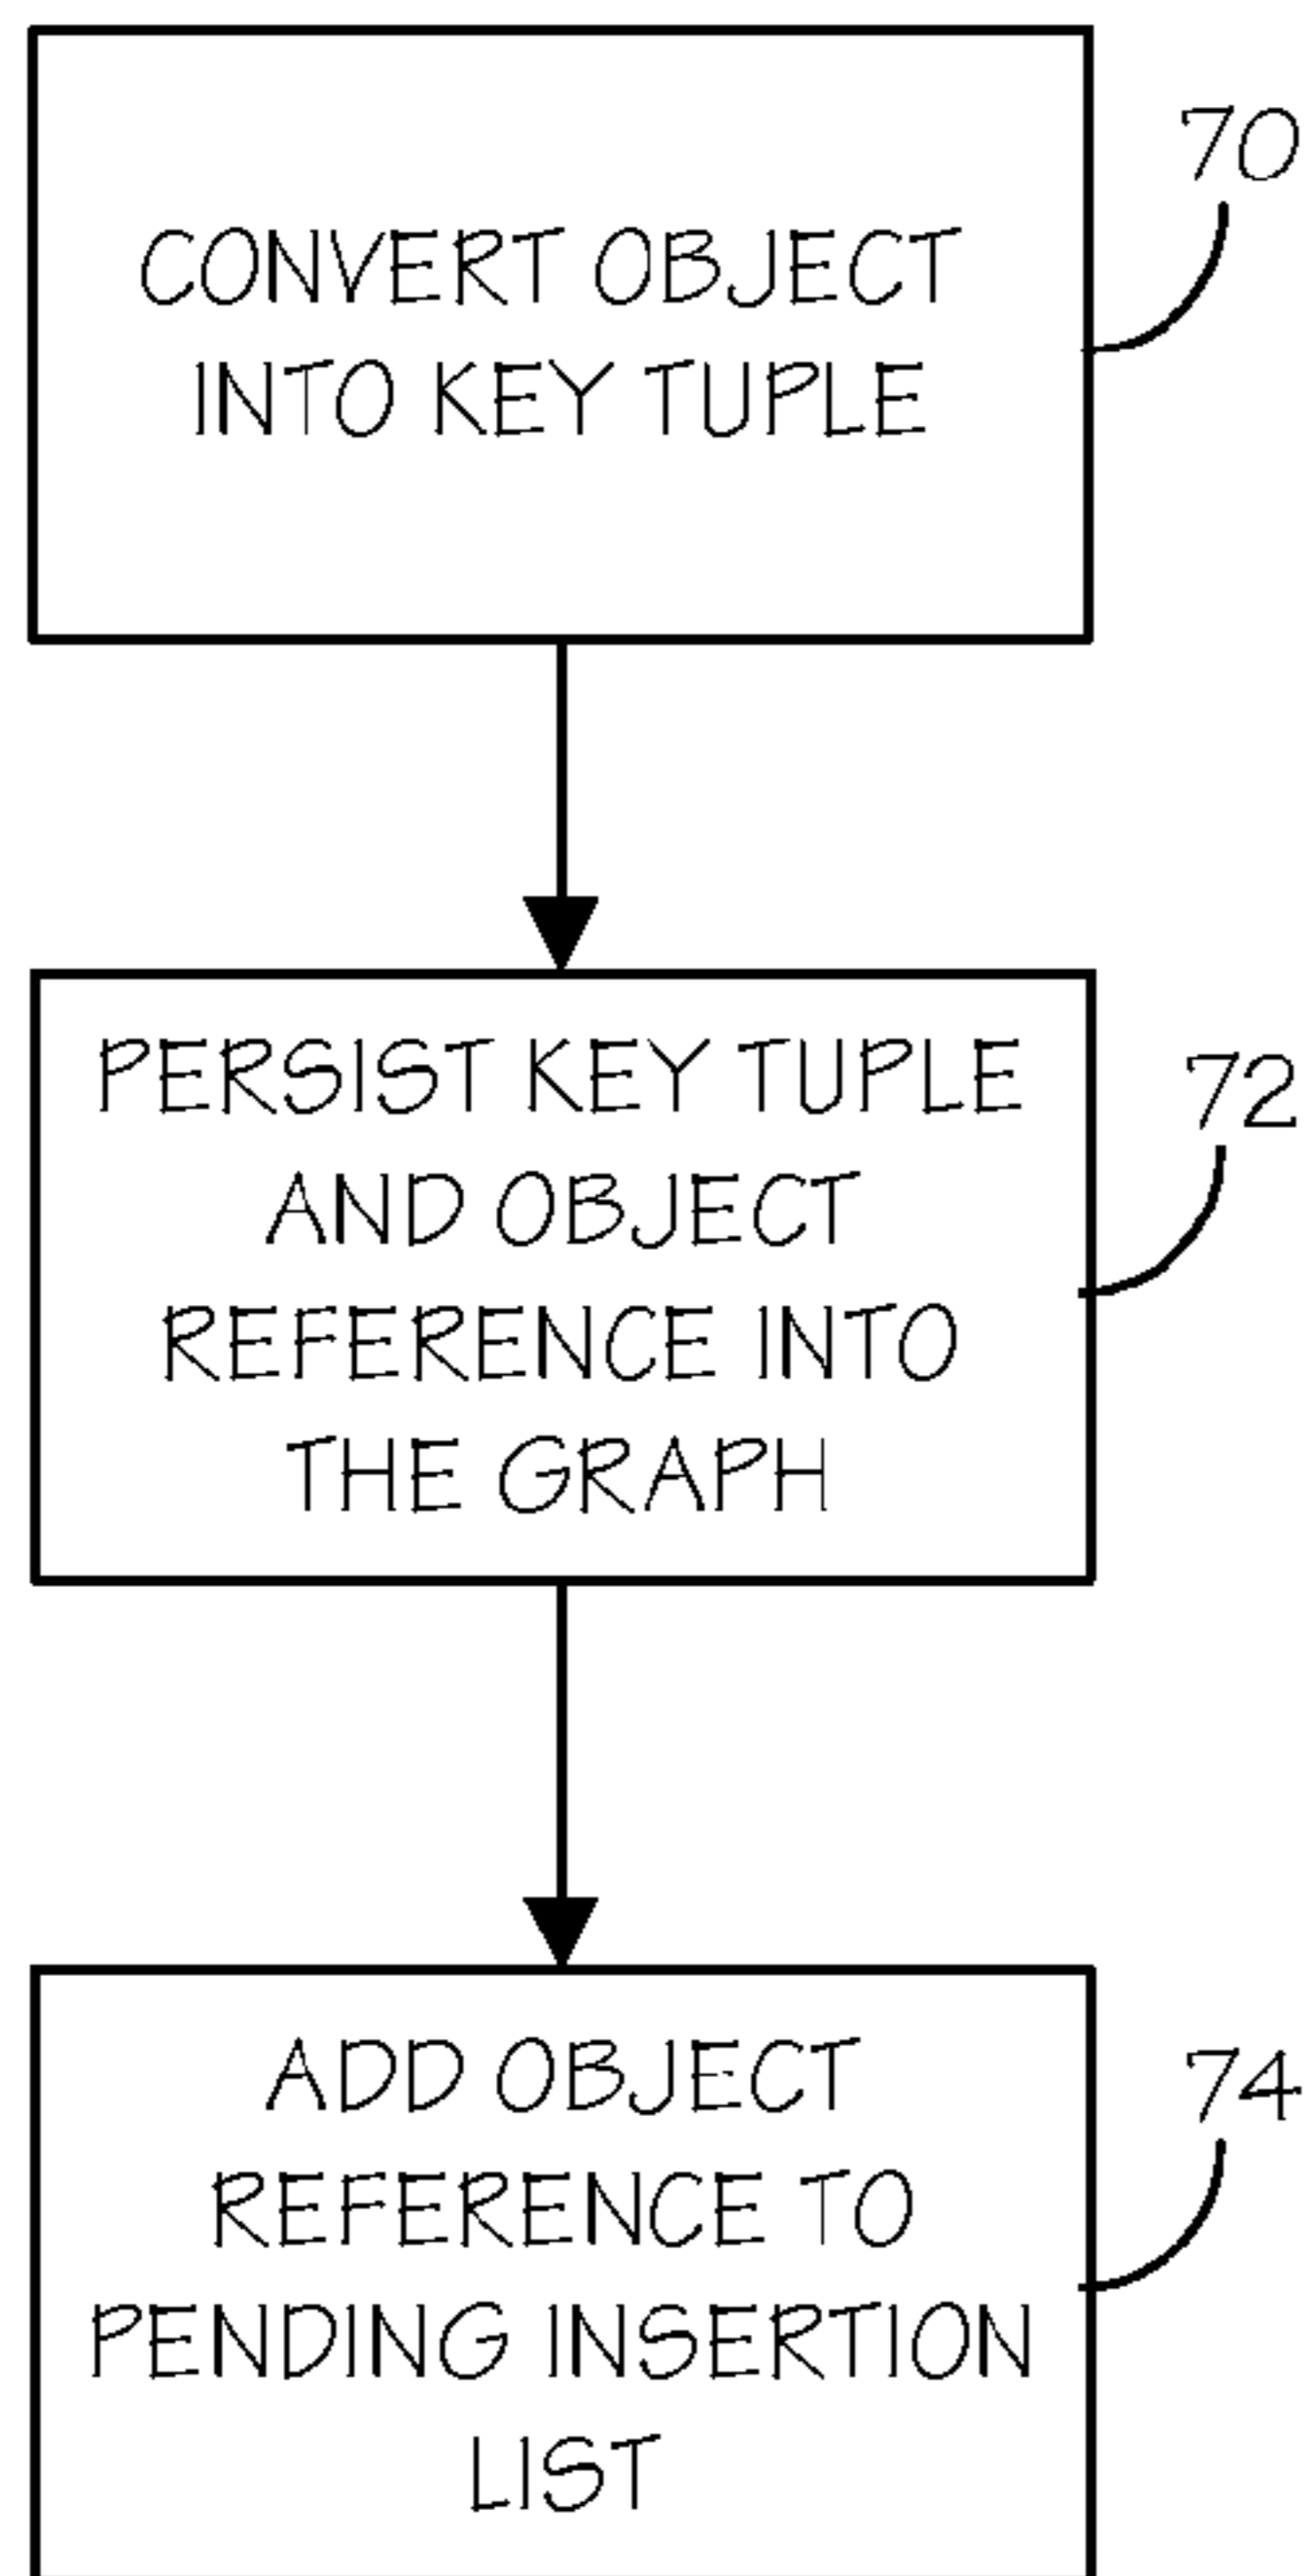 70
CONVERT OBJECT
INTO KEY TUPLE
PERSIST KEY TUPLE
72
AND OBJECT
REFERENCE INTO
THE GRAPH
ADD OBJECT
74
REFERENCE TO
PENDING INSERTION
LIST